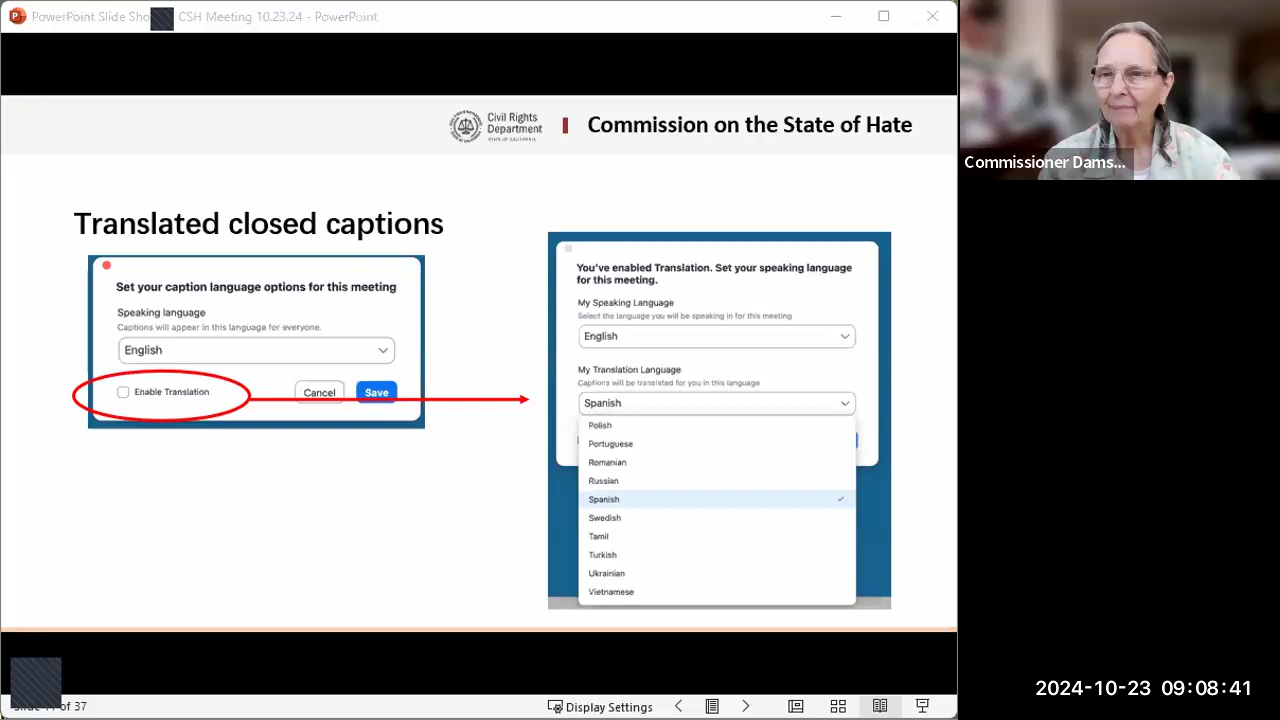 PowerPoint Slide Sho
CSH Meeting 10.23.24 - PowerPoint
Civil Rights
Department
STATE OF CALIFORNIA
Commission on the State of Hate
Commissioner Dams...
Translated closed captions
Set your caption language options for this meeting
Speaking language
Captions will appear in this language for everyone.
English
Enable Translation
Cancel
Save
You've enabled Translation. Set your speaking language
for this meeting.
My Speaking Language
Select the language you will be speaking in for this meeting
English
My Translation Language
Captions will be translated for you in this language
Spanish
Polish
Portuguese
Romanian
Russian
Spanish
Swedish
Tamil
Turkish
Ukrainian
Vietnamese
of 37
Display Settings
2024-10-23 09:08:41